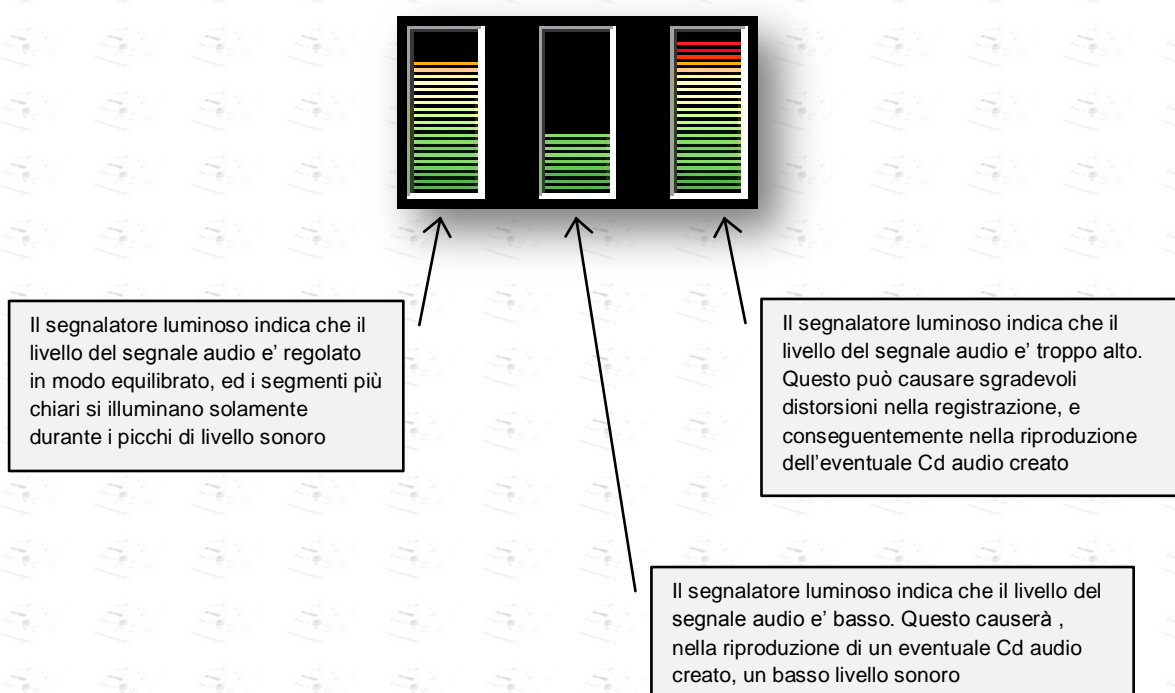 Il segnalatore luminoso indica che il
livello del segnale audio e’ regolato
in modo equilibrato, ed i segmenti più
chiari si illuminano solamente
durante i picchi di livello sonoro
Il segnalatore luminoso indica che il
livello del segnale audio e’ troppo alto.
Questo può causare sgradevoli
distorsioni nella registrazione, e
conseguentemente nella riproduzione
dell’eventuale Cd audio creato
Il segnalatore luminoso indica che il livello del
segnale audio e’ basso. Questo causerà ,
nella riproduzione di un eventuale Cd audio
creato, un basso livello sonoro